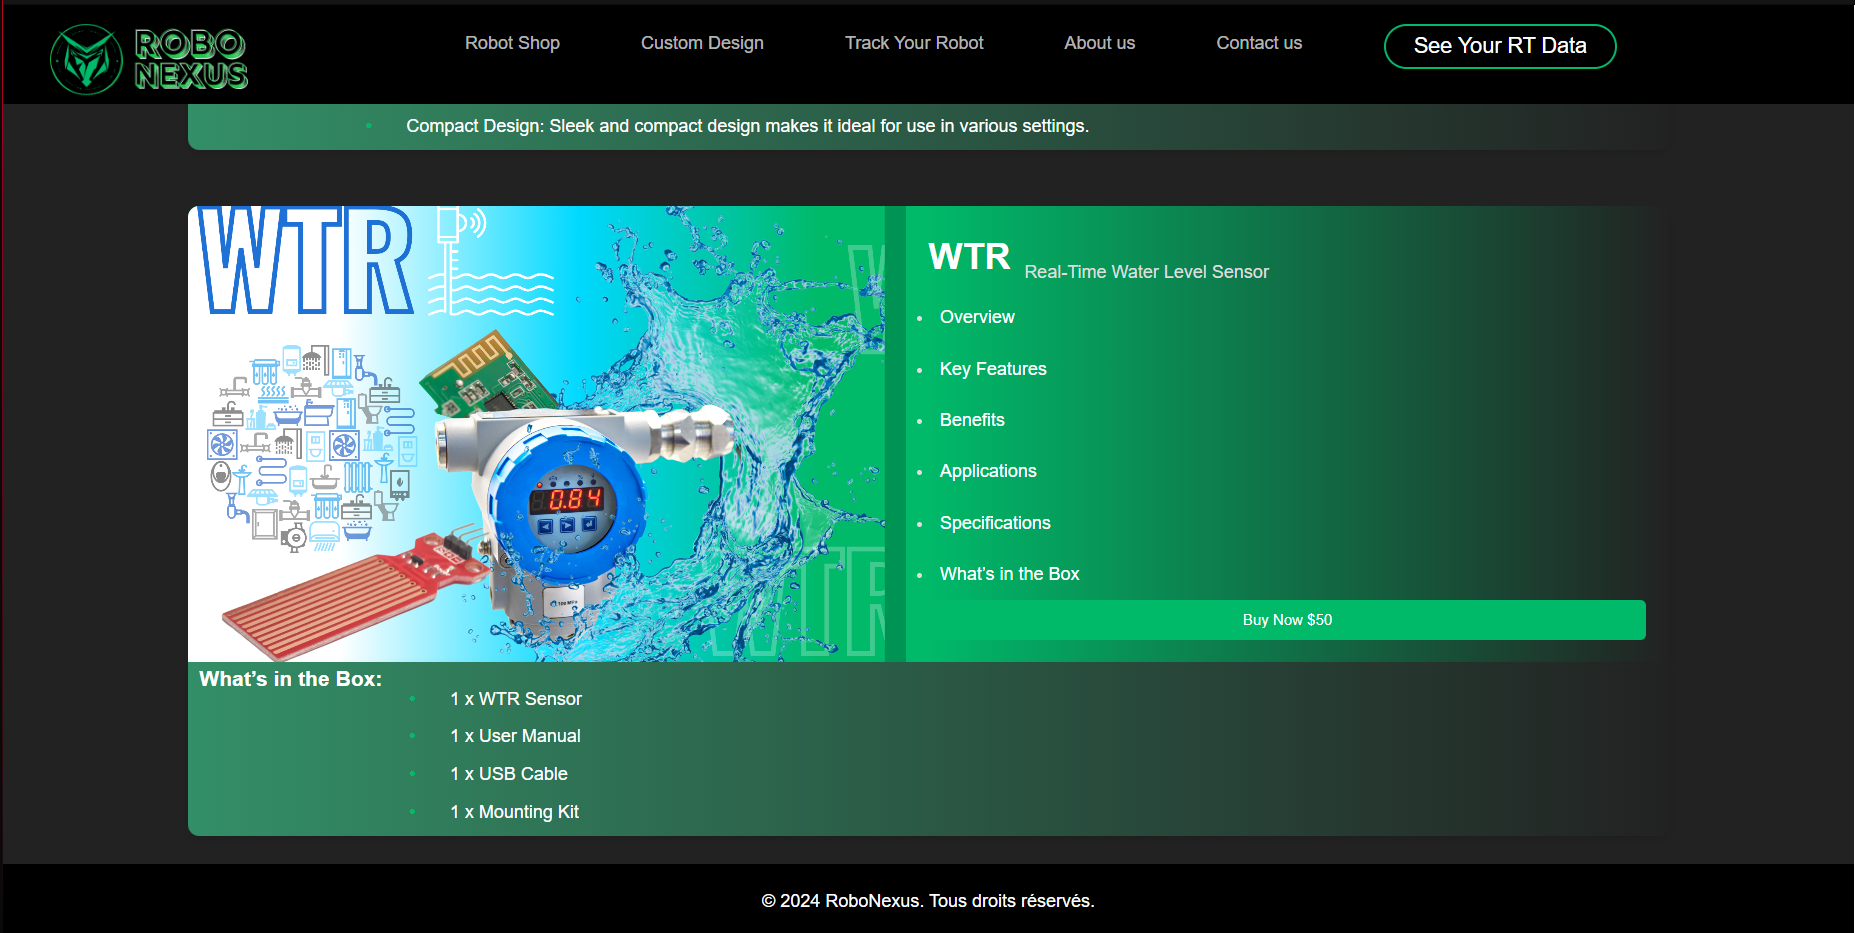 ROBO
NEXUS
Robot Shop
Custom Design
Track Your Robot
About us
Contact us
See Your RT Data
Compact Design: Sleek and compact design makes it ideal for use in various settings.
WTR
W
0.84
WTR
WTR Real-Time Water Level Sensor
Overview
Key Features
Benefits
Applications
Specifications
What's in the Box
Buy Now $50
What’s in the Box:
1 x WTR Sensor
1 x User Manual
1 x USB Cable
1 x Mounting Kit
© 2024 RoboNexus. Tous droits réservés.